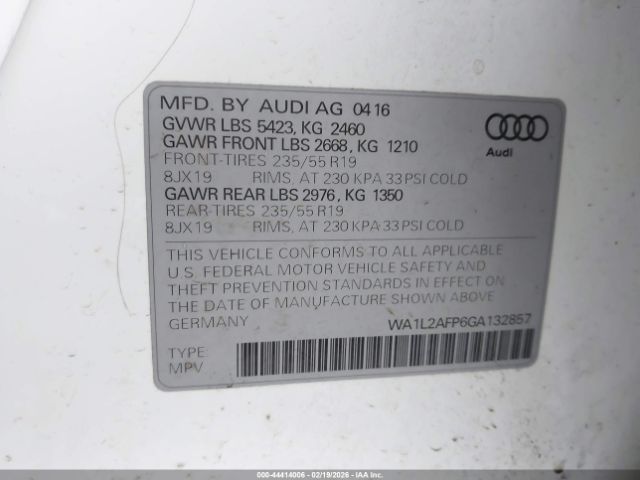 MFD. BY AUDI AG 04 16
GVWR LBS 5423, KG 2460
GAWR FRONT LBS 2668, KG 1210
FRONT-TIRES 235/55 R19
8JX19 RIMS, AT 230 KPA 33 PSI COLD
GAWR REAR LBS 2976, KG 1350
REAR-TIRES 235/55 R19
8JX19 RIMS, AT 230 KPA 33 PSI COLD
Audi
THIS VEHICLE CONFORMS TO ALL APPLICABLE
U.S. FEDERAL MOTOR VEHICLE SAFETY AND
THEFT PREVENTION STANDARDS IN EFFECT ON
THE DATE OF MANUFACTURE SHOWN ABOVE
GERMANY WA1L2AFP6GA132857
TYPE:
MPV
000-44414006 - 02/19/2026 - IAAI.com